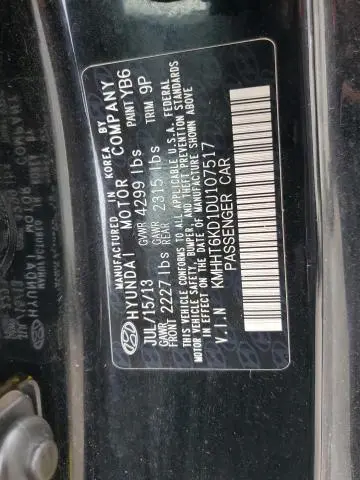 MANUFACTURED IN KOREA BY
HYUNDAI MOTOR COMPANY
JUL/15/13 GVWR 4299 lbs PAINT YB6
GAWR FRONT 2227 lbs GAWR REAR 2315 lbs TRIM 9P
THIS VEHICLE CONFORMS TO ALL APPLICABLE U.S.A. FEDERAL
MOTOR VEHICLE SAFETY, BUMPER, AND THEFT PREVENTION STANDARDS
IN EFFECT ON THE DATE OF MANUFACTURE SHOWN ABOVE.
V.I.N KMHHT6KD1DU107517
PASSENGER CAR